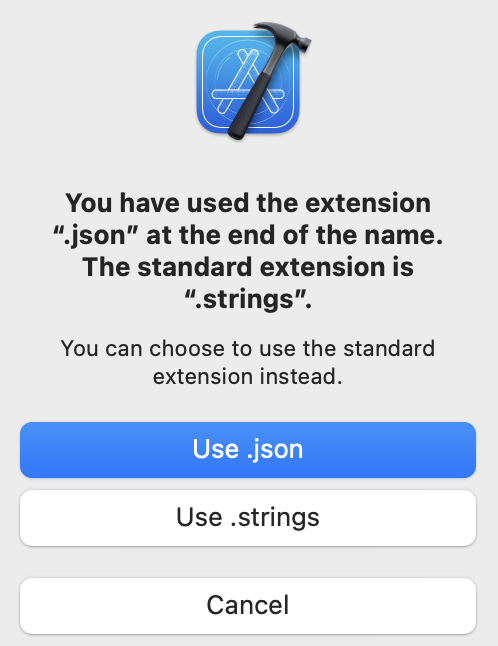 You have used the extension
“.json” at the end of the name.
The standard extension is
“.strings”.
You can choose to use the standard
extension instead.
Use .json
Use .strings
Cancel